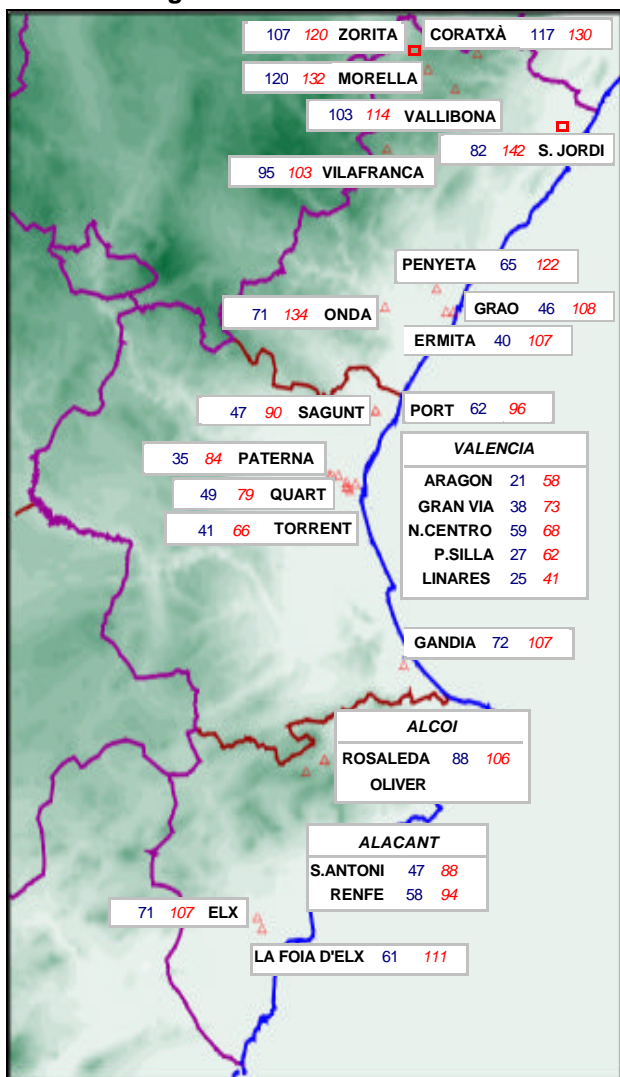 107 120 ZORITA
CORATXÀ 117 130
120 132 MORELLA
103 114 VALLIBONA
82 142 S. JORDI
95 103 VILAFRANCA
PENYETA 65 122
71 134 ONDA
GRAO 46 108
ERMITA 40 107
47 90 SAGUNT
PORT 62 96
35 84 PATERNA
49 79 QUART
41 66 TORRENT
VALENCIA
ARAGON 21 58
GRAN VIA 38 73
N.CENTRO 59 68
P.SILLA 27 62
LINARES 25 41
GANDIA 72 107
ALCOI
ROSALEDA 88 106
OLIVER
ALACANT
S.ANTONI 47 88
RENFE 58 94
71 107 ELX
LA FOIA D'ELX 61 111